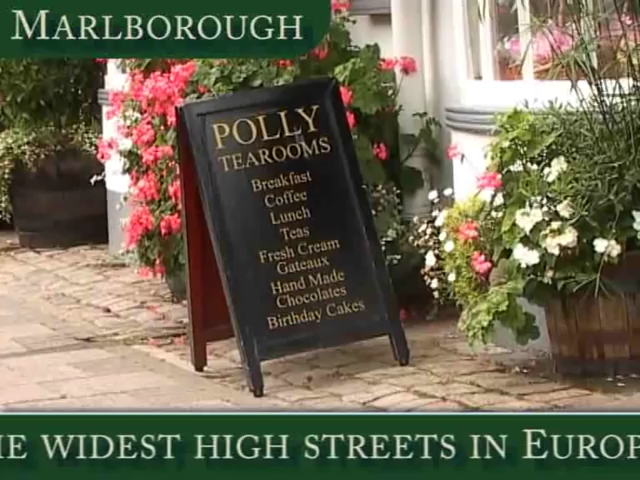 MARLBOROUGH
POLLY
TEAROOMS
Breakfast
Coffee
Lunch
Teas
Fresh Cream
Gateaux
Hand Made
Chocolates
Birthday Cakes
WIDEST HIGH STREETS IN